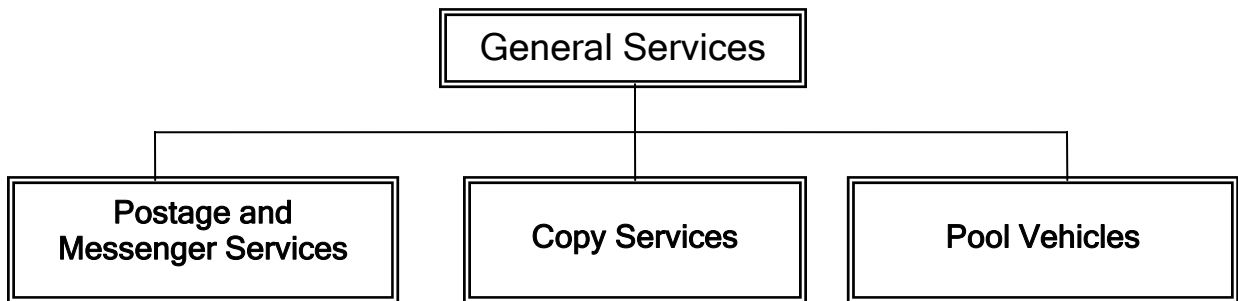 General Services
Postage and
Messenger Services
Copy Services
Pool Vehicles